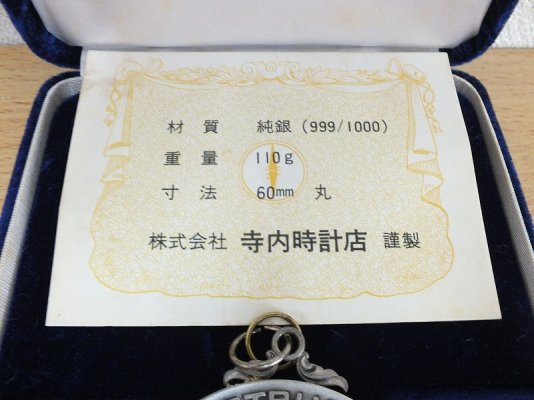 材質 純銀(999/1000)
重量 110g
寸法 60mm 丸
株式会社 寺内時計店 謹製